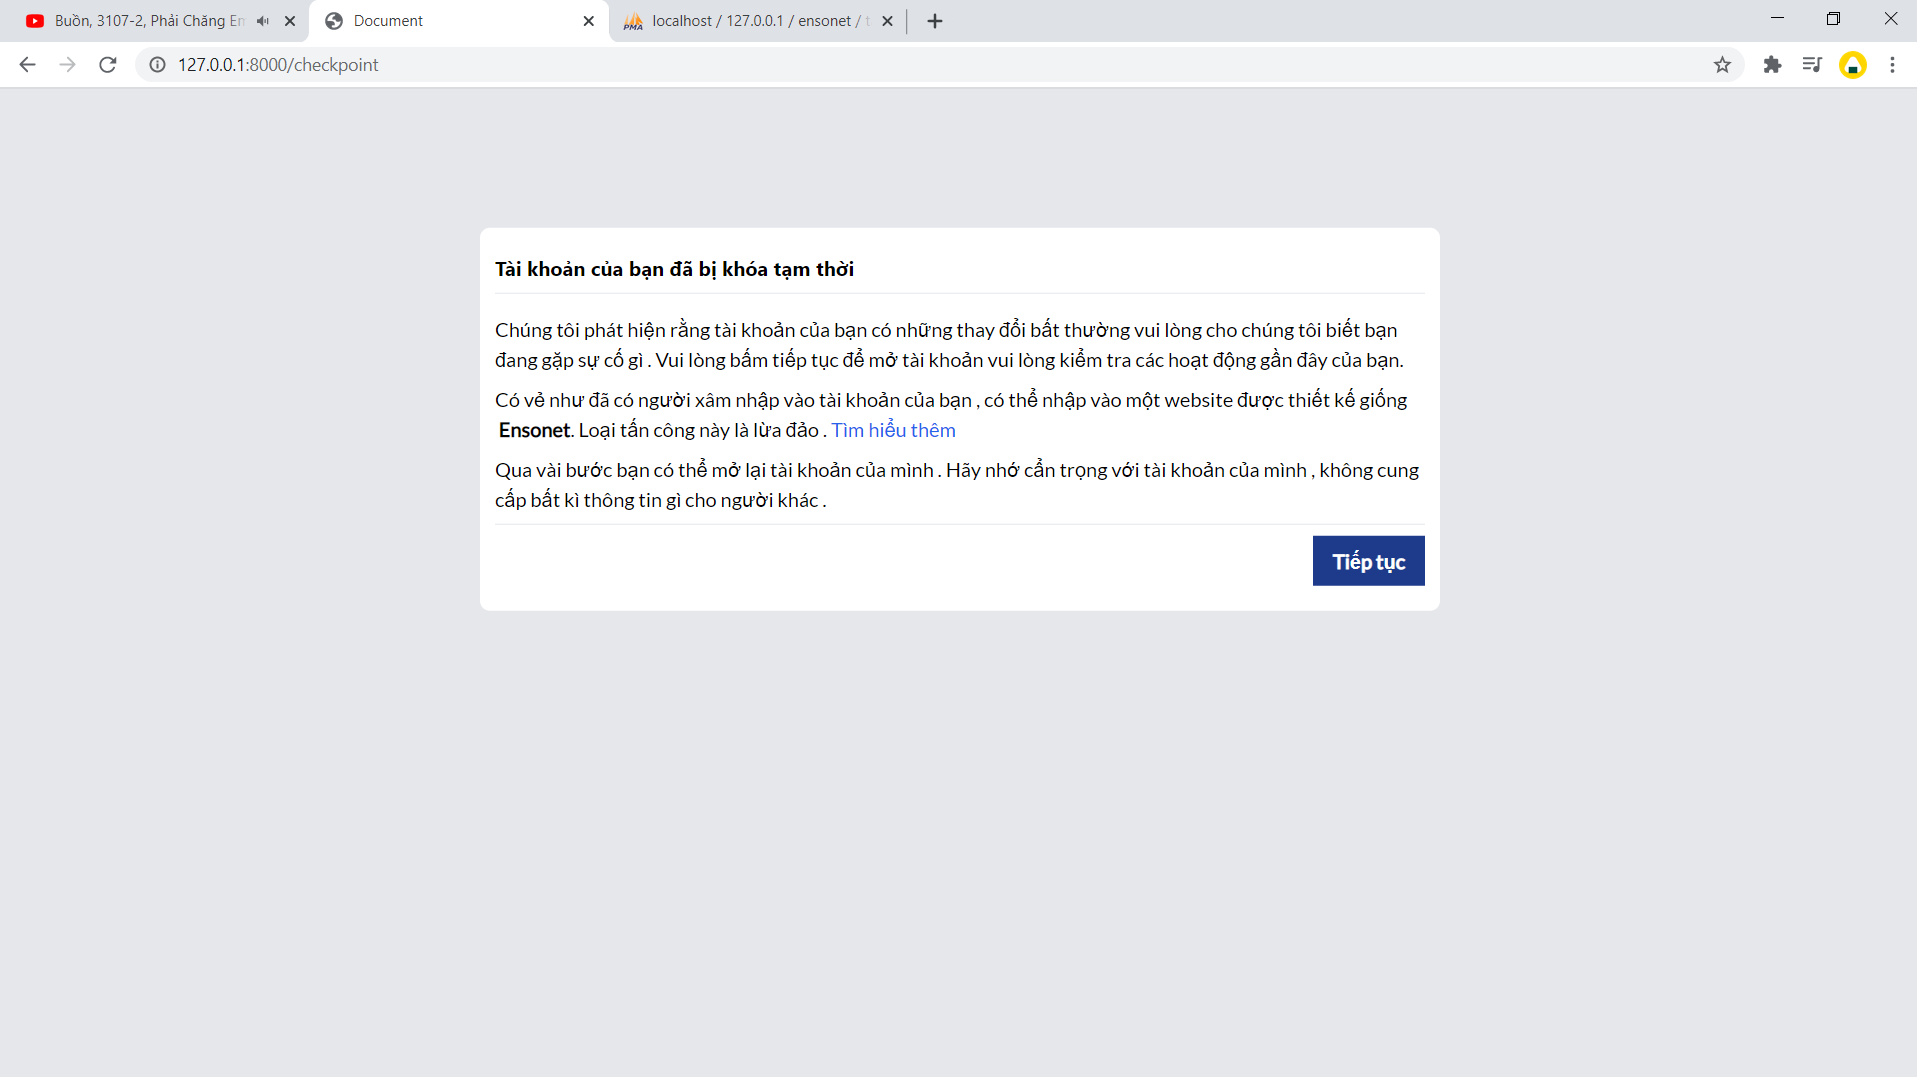 Buồn, 3107-2, Phải Chăng Em
Document
localhost / 127.0.0.1 / ensonet / t
127.0.0.1:8000/checkpoint
Tài khoản của bạn đã bị khóa tạm thời
Chúng tôi phát hiện rằng tài khoản của bạn có những thay đổi bất thường vui lòng cho chúng tôi biết bạn
đang gặp sự cố gì . Vui lòng bấm tiếp tục để mở tài khoản vui lòng kiểm tra các hoạt động gần đây của bạn.
Có vẻ như đã có người xâm nhập vào tài khoản của bạn , có thể nhập vào một website được thiết kế giống
Ensonet. Loại tấn công này là lừa đảo . Tìm hiểu thêm
Qua vài bước bạn có thể mở lại tài khoản của mình . Hãy nhớ cẩn trọng với tài khoản của mình , không cung
cấp bất kì thông tin gì cho người khác .
Tiếp tục